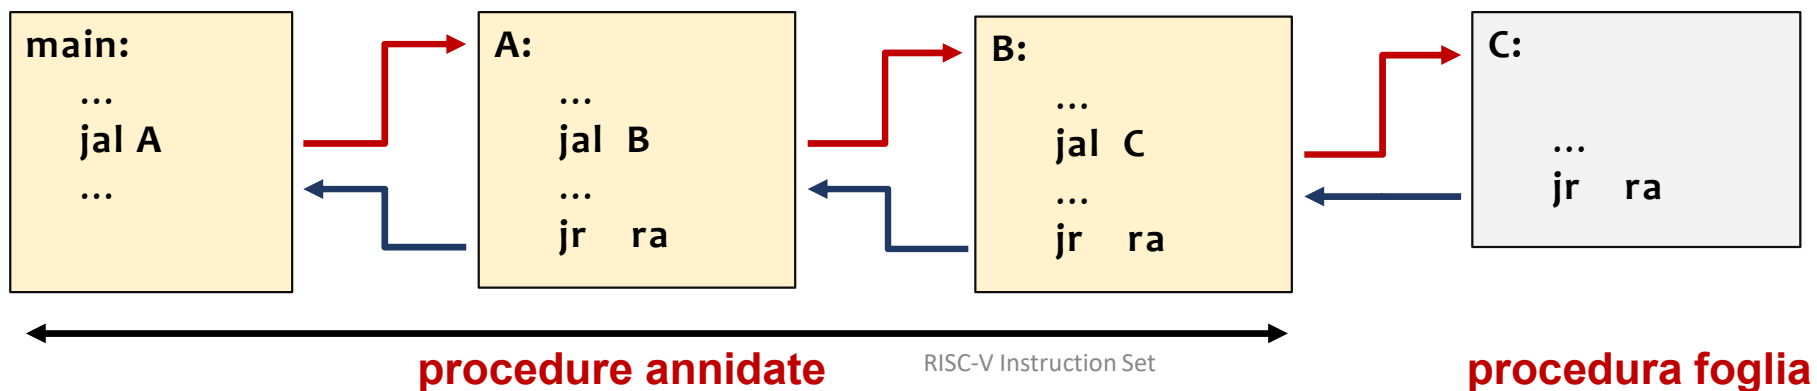 main:
...
jal A
...
A:
...
jal B
...
jr ra
B:
...
jal C
...
jr ra
C:
...
jr ra
procedure annidate
RISC-V Instruction Set
procedura foglia